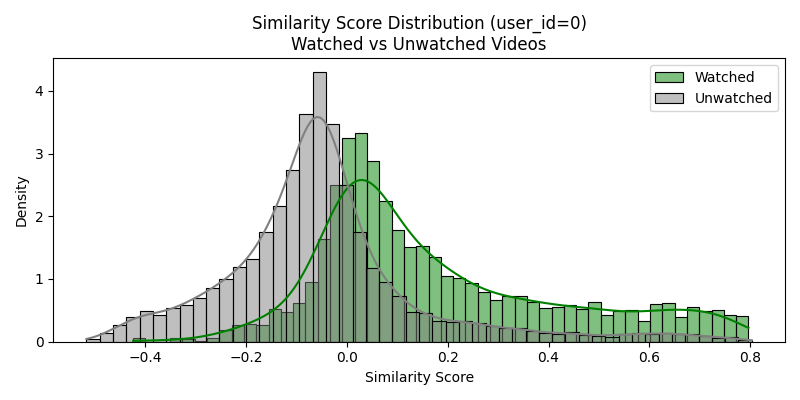 Similarity Score Distribution (user_id=0)
Watched vs Unwatched Videos
Watched
Unwatched
Density
4
3
2
1
0
−0.4 −0.2 0.0 0.2 0.4 0.6 0.8
Similarity Score